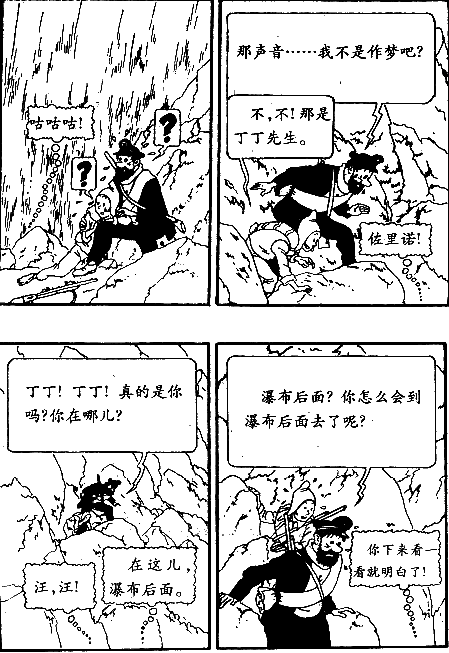 咕咕咕!
?
?
那声音……我不是作梦吧?
不,不!那是
丁丁先生。
佐里诺!
丁丁!丁丁!真的是你
吗?你在哪儿?
汪,汪!
在这儿,
瀑布后面。
瀑布后面?你怎么会到
瀑布后面去了呢?
你下来看一
看就明白了!